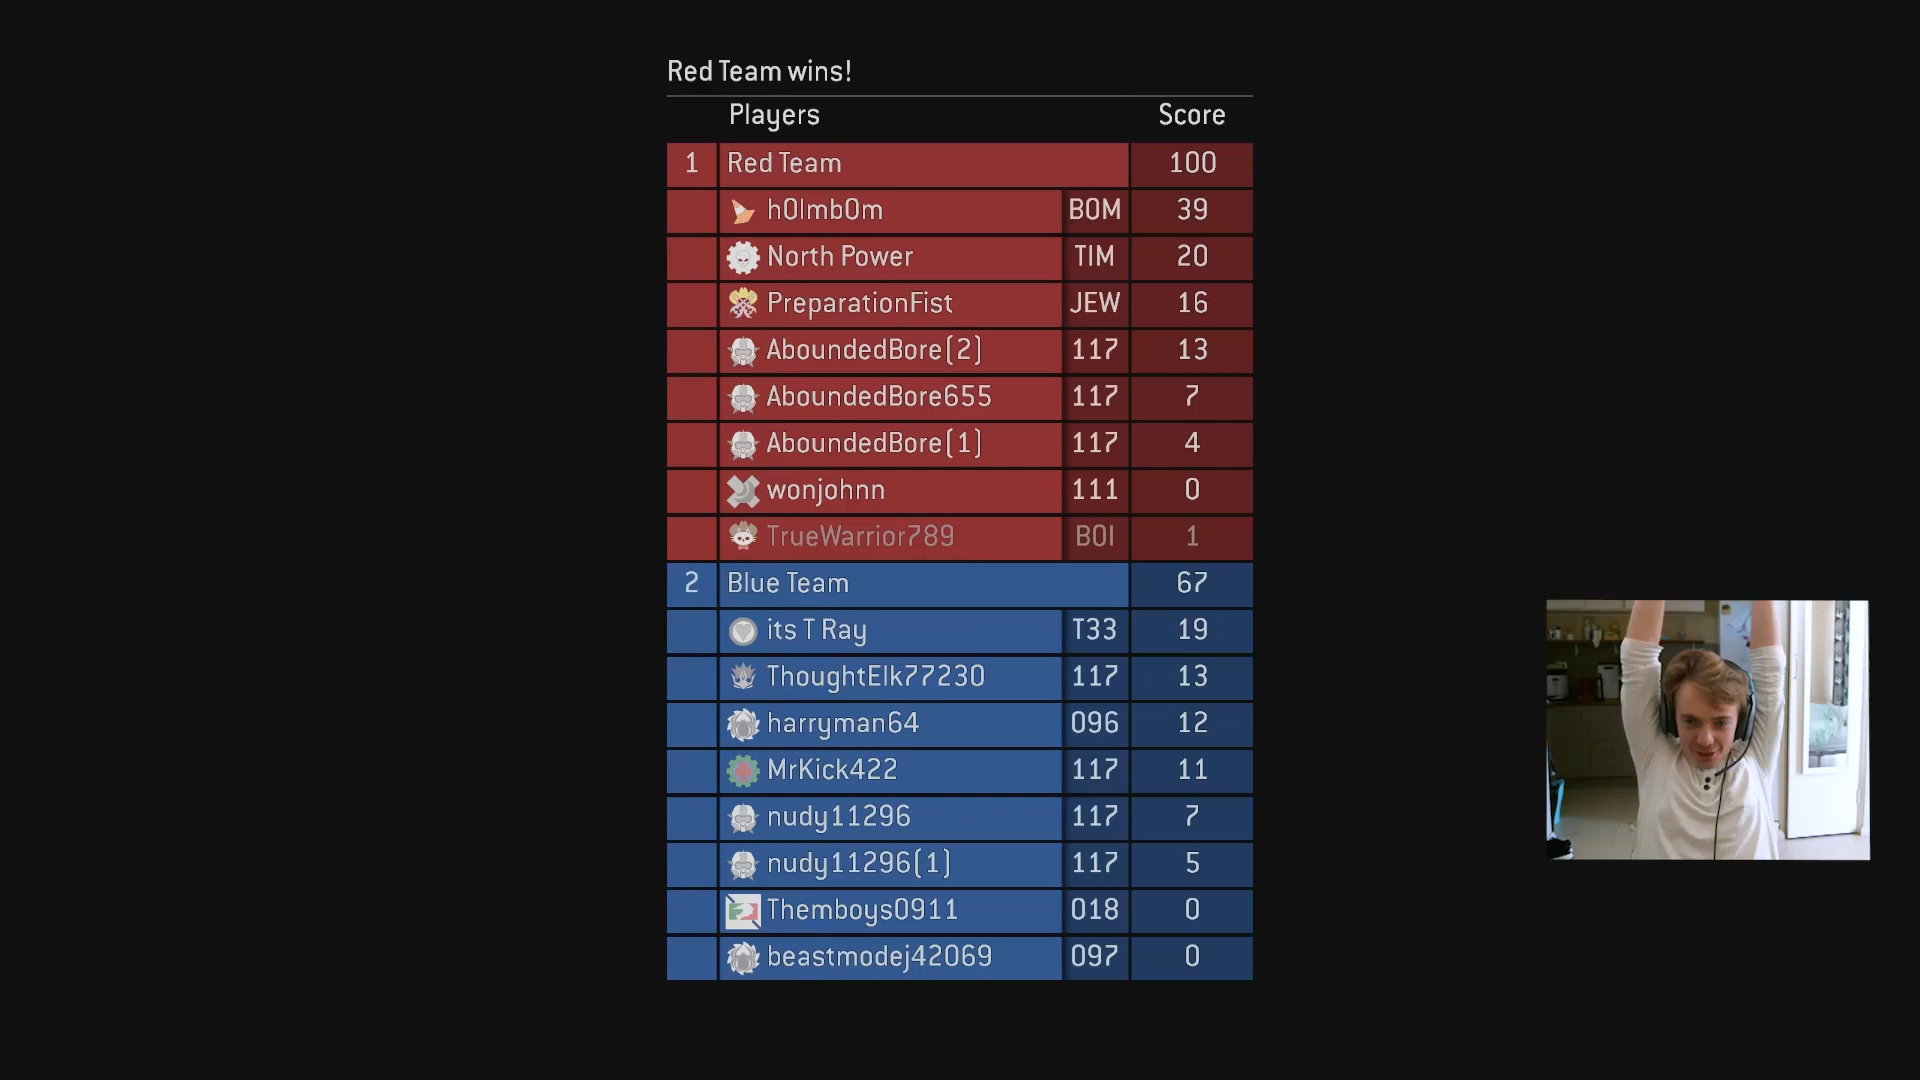 Red Team wins!
Players Score
1 Red Team 100
h0lmb0m BOM 39
North Power TIM 20
PreparationFist JEW 16
AboundedBore(2) 117 13
AboundedBore655 117 7
AboundedBore(1) 117 4
wonjohnn 111 0
TrueWarrior789 BOI 1
2 Blue Team 67
its T Ray T33 19
ThoughtElk77230 117 13
harryman64 096 12
MrKick422 117 11
nudy11296 117 7
nudy11296(1) 117 5
Themboys0911 018 0
beastmodej42069 097 0